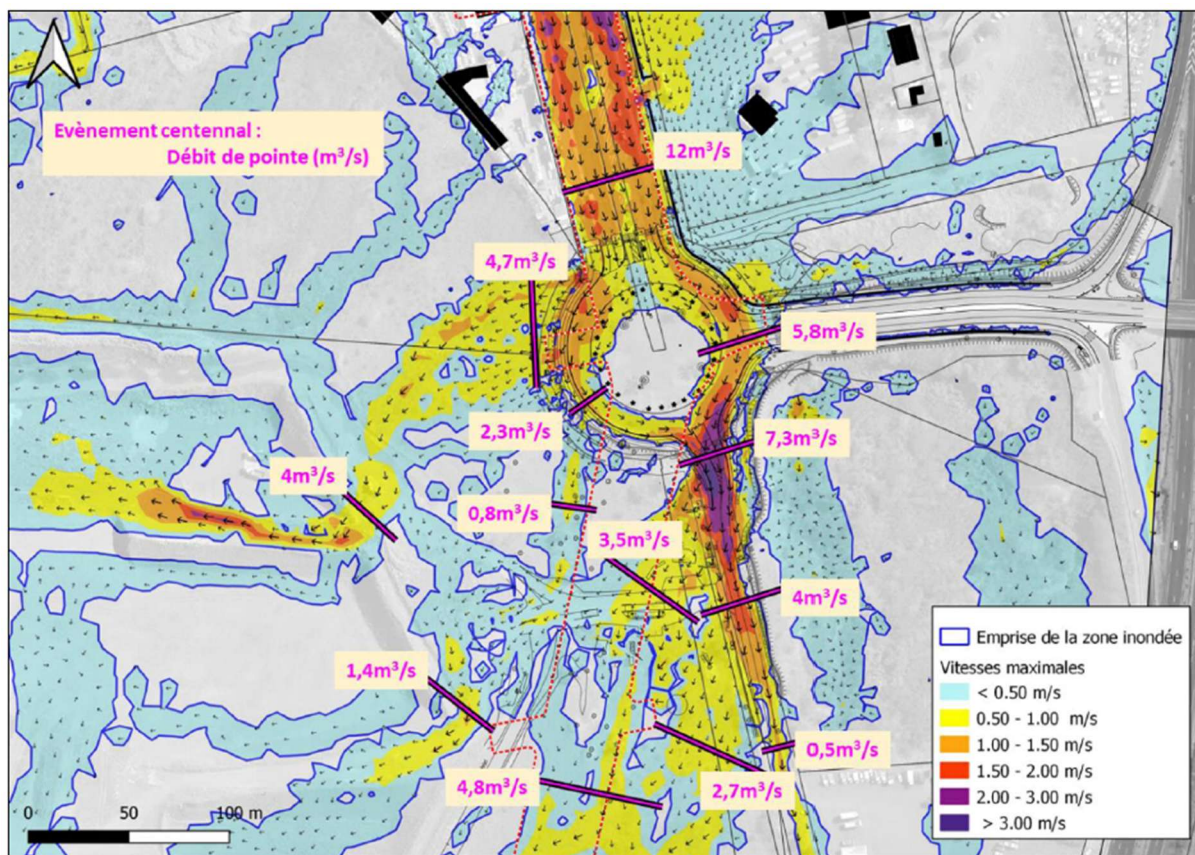 Evènement centennal :
Débit de pointe (m³/s)
12m³/s
4,7m³/s
5,8m³/s
2,3m³/s
7,3m³/s
4m³/s
0,8m³/s
3,5m³/s
4m³/s
1,4m³/s
0,5m³/s
4,8m³/s
2,7m³/s
0 50 100 m
Emprise de la zone inondée
Vitesses maximales
< 0.50 m/s
0.50 - 1.00 m/s
1.00 - 1.50 m/s
1.50 - 2.00 m/s
2.00 - 3.00 m/s
> 3.00 m/s